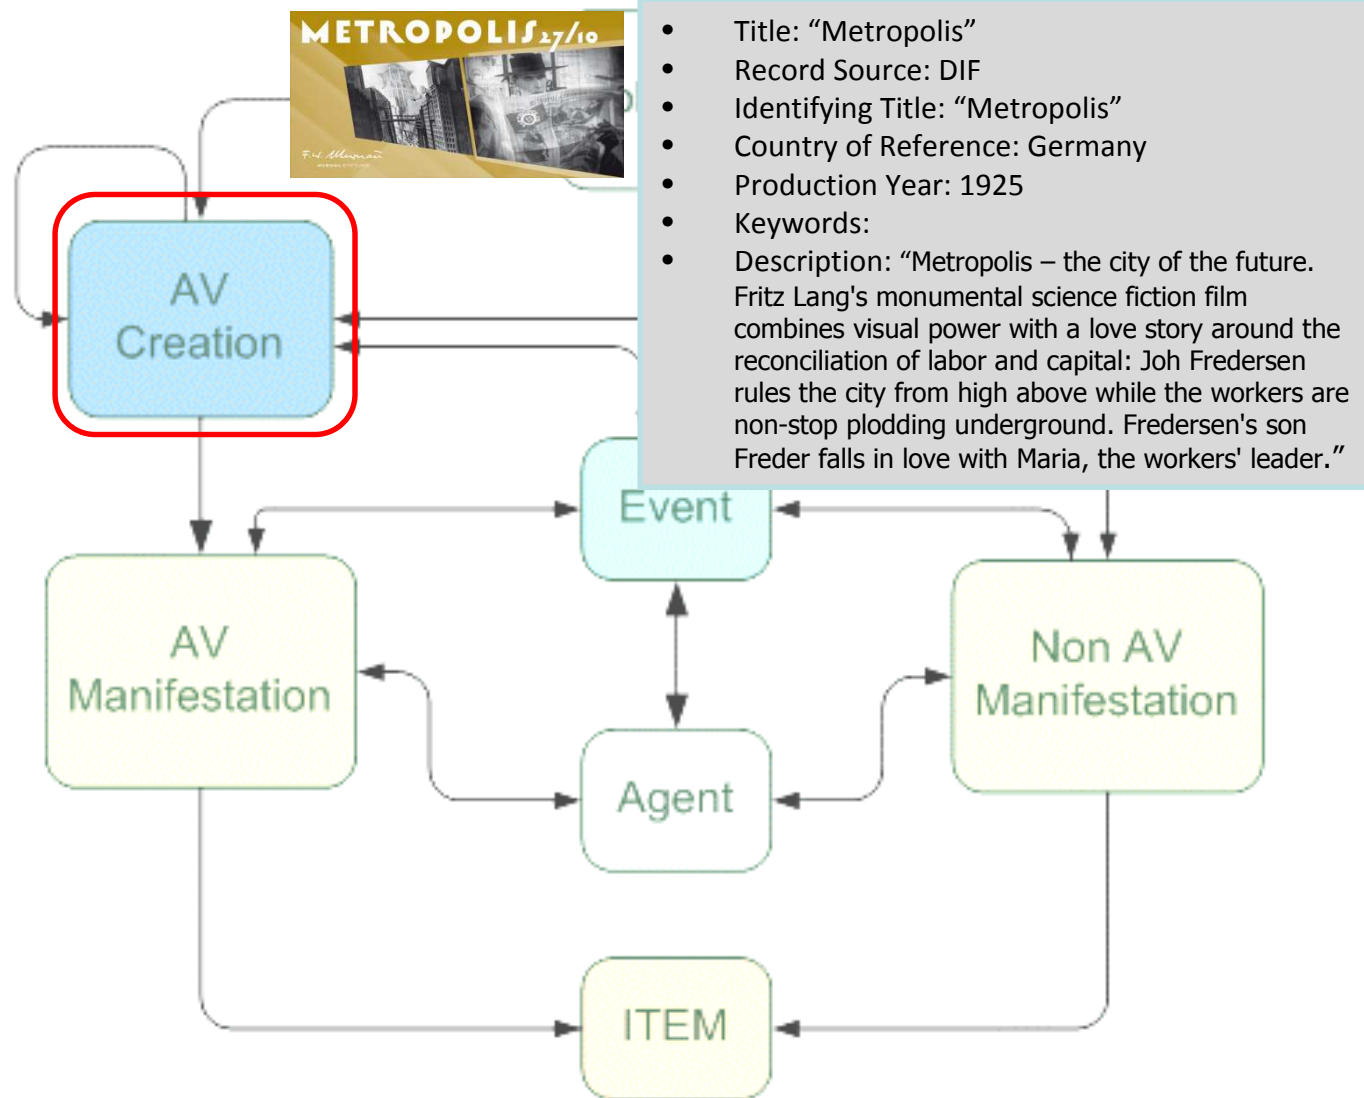 METROPOLIS 27/10
F.W. Murnau
• Title: “Metropolis”
• Record Source: DIF
• Identifying Title: “Metropolis”
• Country of Reference: Germany
• Production Year: 1925
• Keywords:
• Description: “Metropolis – the city of the future.
Fritz Lang's monumental science fiction film
combines visual power with a love story around the
reconciliation of labor and capital: Joh Fredersen
rules the city from high above while the workers are
non-stop plodding underground. Fredersen's son
Freder falls in love with Maria, the workers' leader.”
AV
Creation
Event
AV
Manifestation
Non AV
Manifestation
Agent
ITEM